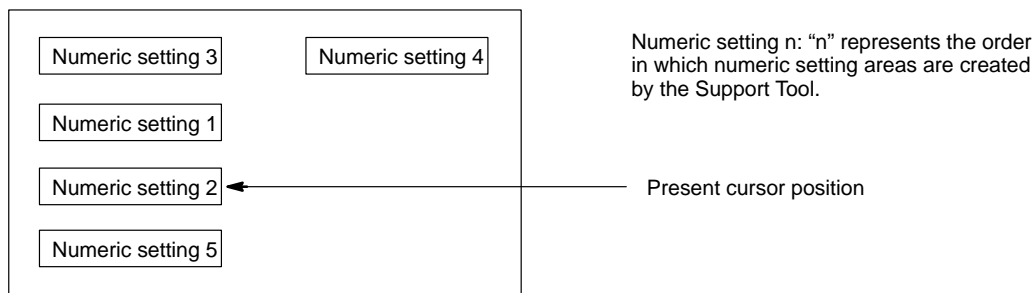 Numeric setting 3
Numeric setting 4
Numeric setting 1
Numeric setting 2
Numeric setting 5
Numeric setting n: “n” represents the order
in which numeric setting areas are created
by the Support Tool.
Present cursor position